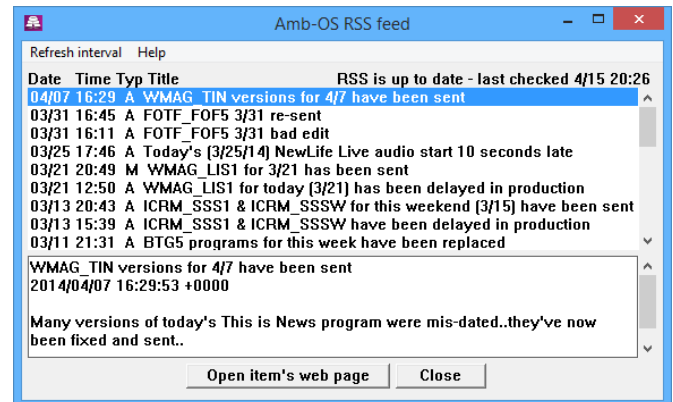 Amb-OS RSS feed
Refresh interval Help
Date Time Typ Title RSS is up to date - last checked 4/15 20:26
04/07 16:29 A WMAG_TIN versions for 4/7 have been sent
03/31 16:45 A FOTF_FOF5 3/31 re-sent
03/31 16:11 A FOTF_FOF5 3/31 bad edit
03/25 17:46 A Today's (3/25/14) NewLife Live audio start 10 seconds late
03/21 20:49 M WMAG_LIS1 for 3/21 has been sent
03/21 12:50 A WMAG_LIS1 for today (3/21) has been delayed in production
03/13 20:43 A ICRM_SSS1 & ICRM_SSSW for this weekend (3/15) have been sent
03/13 15:39 A ICRM_SSS1 & ICRM_SSSW have been delayed in production
03/11 21:31 A BTG5 programs for this week have been replaced
WMAG_TIN versions for 4/7 have been sent
2014/04/07 16:29:53 +0000
Many versions of today's This is News program were mis-dated..they've now
been fixed and sent..
Open item's web page Close